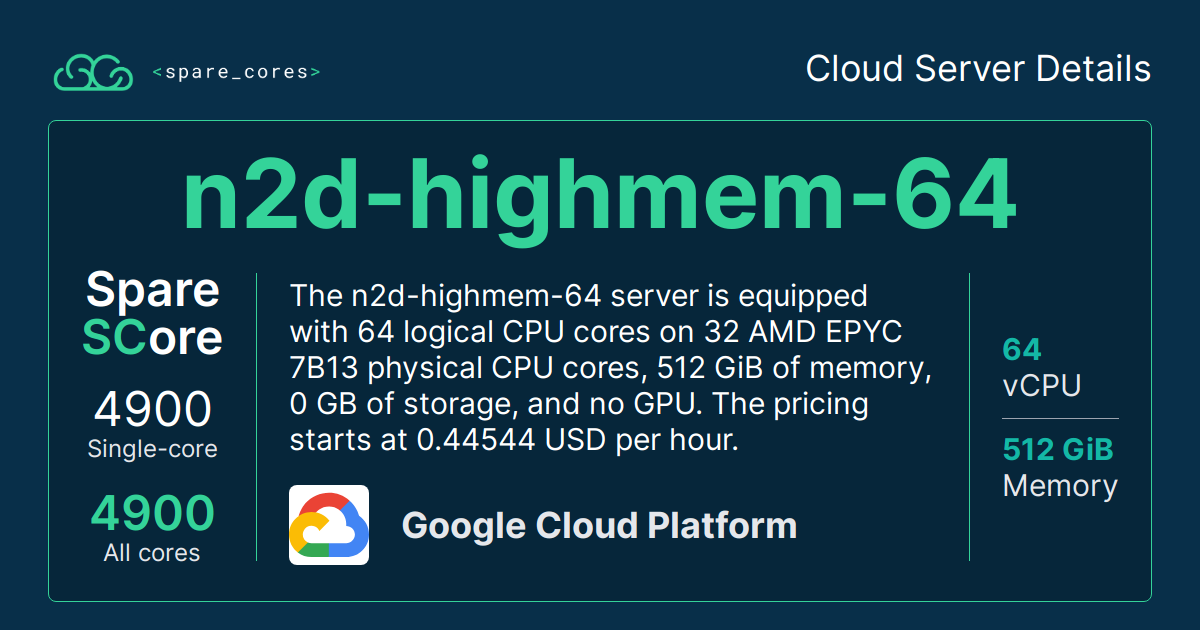 <spare_cores>
Cloud Server Details
n2d-highmem-64
Spare
SCore
4900
Single-core
4900
All cores
The n2d-highmem-64 server is equipped
with 64 logical CPU cores on 32 AMD EPYC
7B13 physical CPU cores, 512 GiB of memory,
0 GB of storage, and no GPU. The pricing
starts at 0.44544 USD per hour.
Google Cloud Platform
64
vCPU
512 GiB
Memory